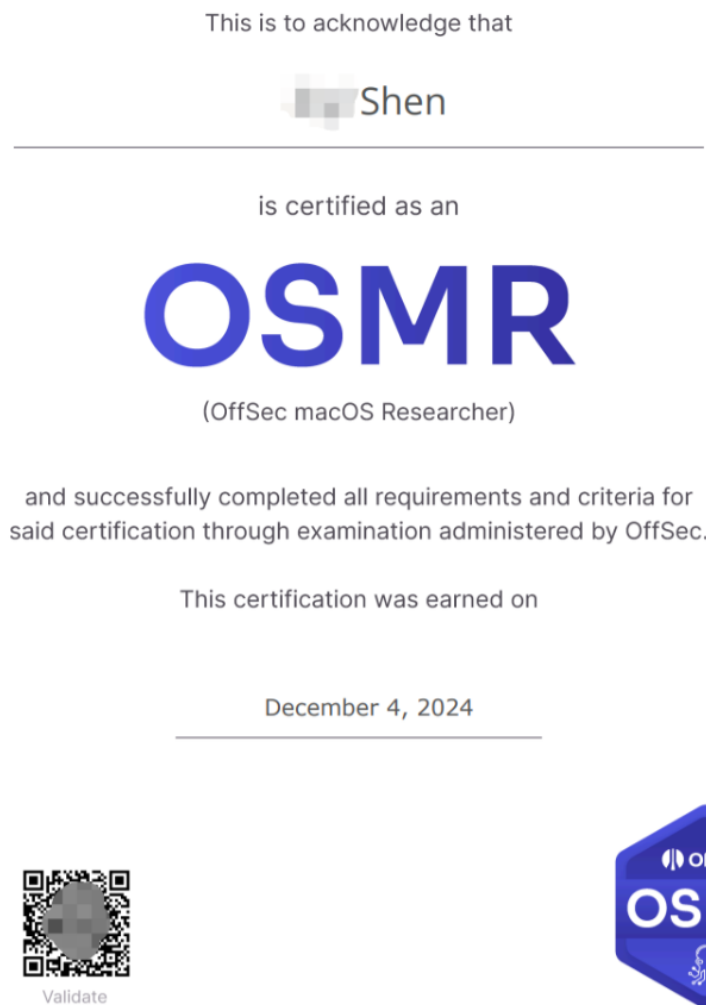 This is to acknowledge that
Shen
is certified as an
OSMR
(OffSec macOS Researcher)
and successfully completed all requirements and criteria for
said certification through examination administered by OffSec.
This certification was earned on
December 4, 2024
OS
Validate